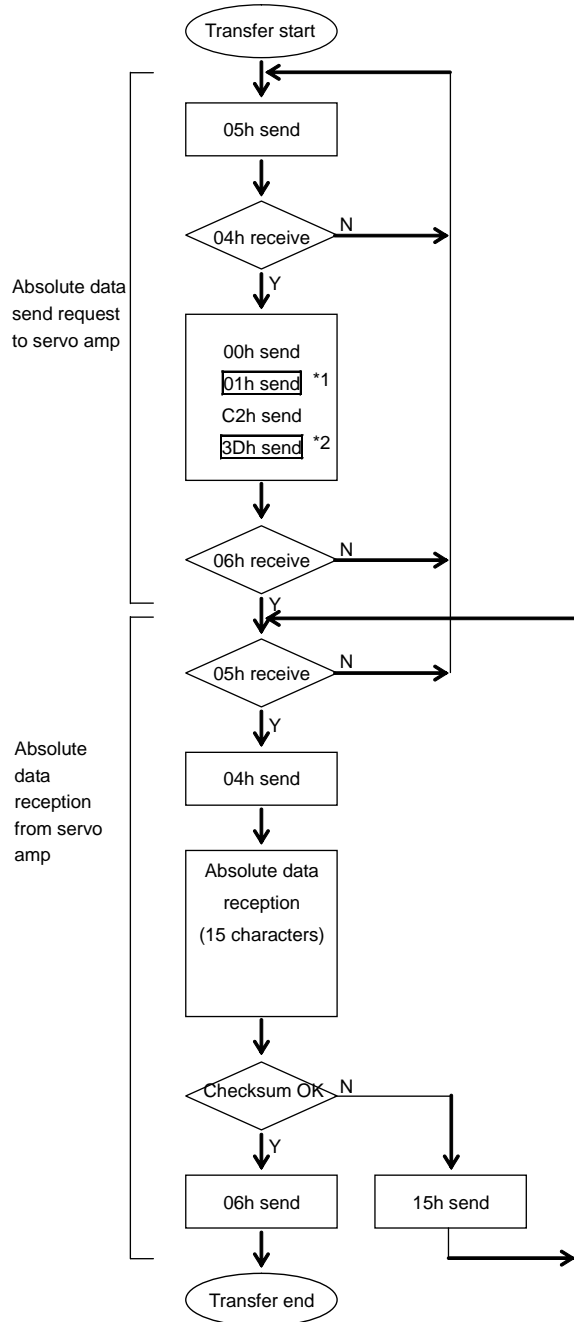 Transfer start
05h send
04h receive
N
Y
Absolute data
send request
to servo amp
00h send
01h send *1
C2h send
3Dh send *2
06h receive
N
Y
05h receive
N
Y
Absolute
data
reception
from servo
amp
04h send
Absolute data
reception
(15 characters)
Checksum OK
N
Y
06h send
15h send
Transfer end